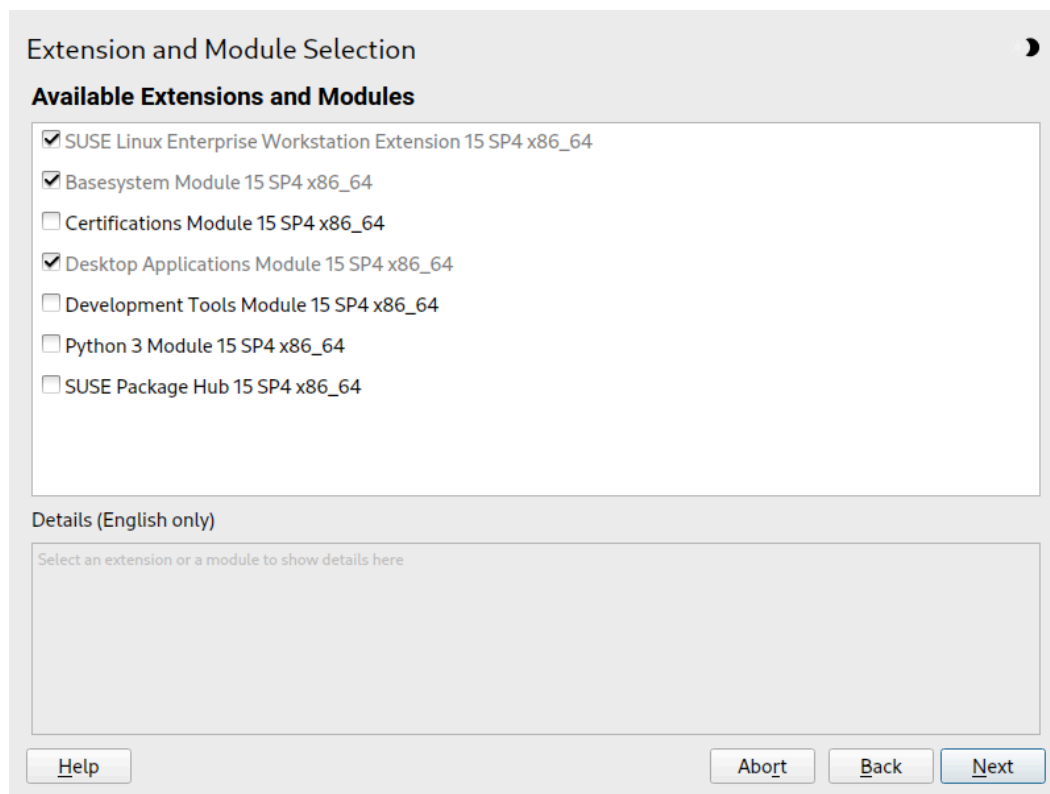 Extension and Module Selection
Available Extensions and Modules
SUSE Linux Enterprise Workstation Extension 15 SP4 x86_64
Basesystem Module 15 SP4 x86_64
Certifications Module 15 SP4 x86_64
Desktop Applications Module 15 SP4 x86_64
Development Tools Module 15 SP4 x86_64
Python 3 Module 15 SP4 x86_64
SUSE Package Hub 15 SP4 x86_64
Details (English only)
Select an extension or a module to show details here
Help Abort Back Next